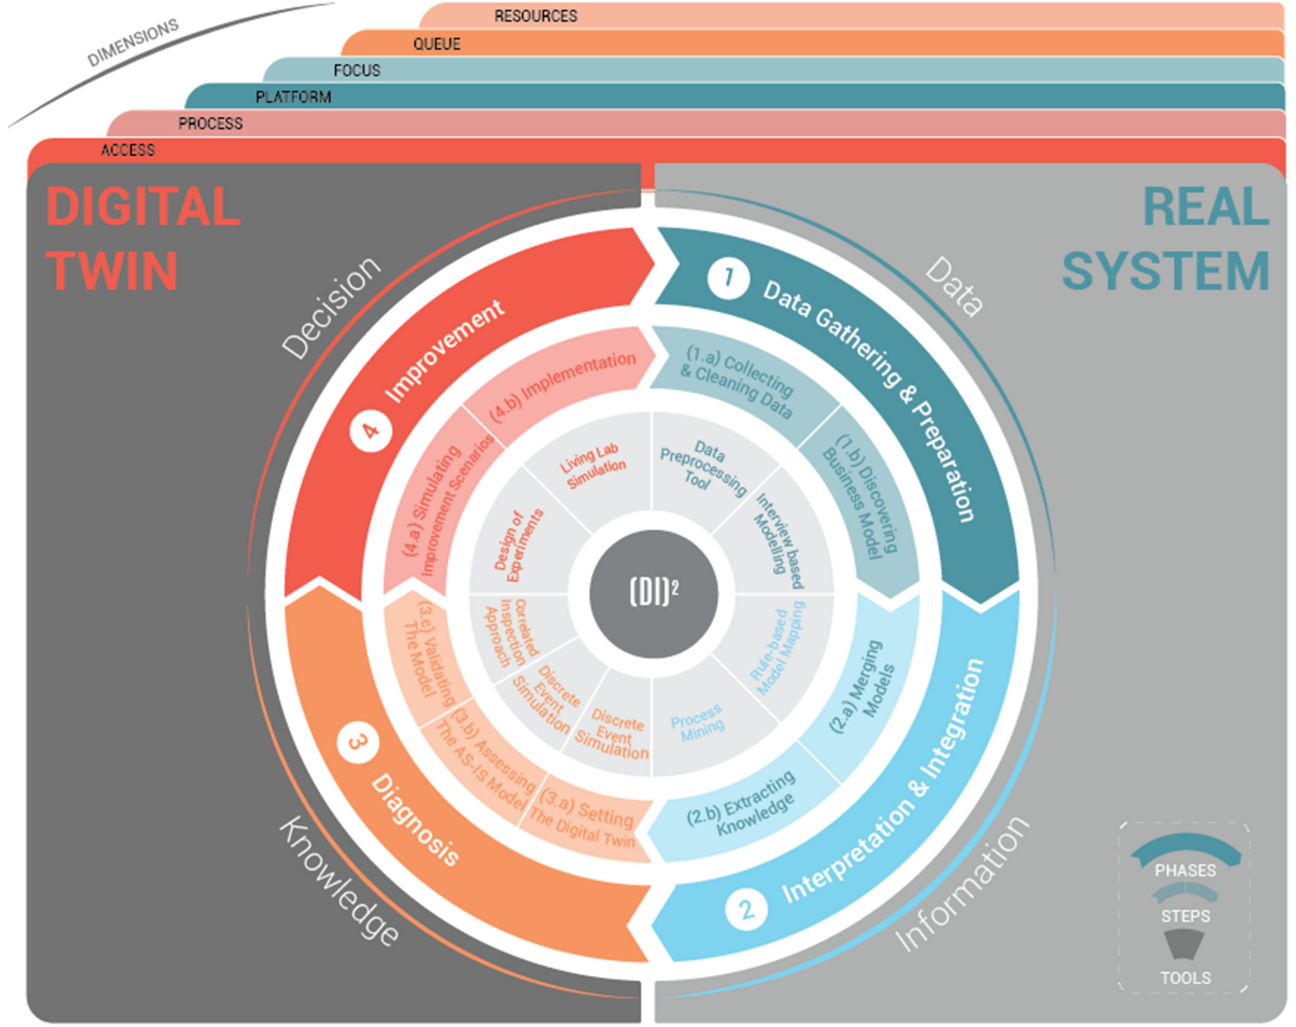 DIMENSIONS
RESOURCES
QUEUE
FOCUS
PLATFORM
PROCESS
ACCESS
DIGITAL
TWIN
REAL
SYSTEM
Decision
Data
Knowledge
Information
1 Data Gathering & Preparation
2 Interpretation & Integration
3 Diagnosis
4 Improvement
(1.a) Collecting
& Cleaning Data
(1.b) Discovering
Business Model
(2.a) Merging
Models
(2.b) Extracting
Knowledge
(3.a) Setting
The Digital Twin
(3.b) Assessing
The AS-IS Model
(3.c) Validating
The Model
(4.a) Simulating
Improvement Scenarios
(4.b) Implementation
Data
Preprocessing
Tool
Interview based
Modelling
Rule-based
Model Mapping
Process
Mining
Discrete
Event
Simulation
Discrete
Event
Simulation
Correlated
Inspection
Approach
Design of
Experiments
Living Lab
Simulation
(DI)²
PHASES
STEPS
TOOLS